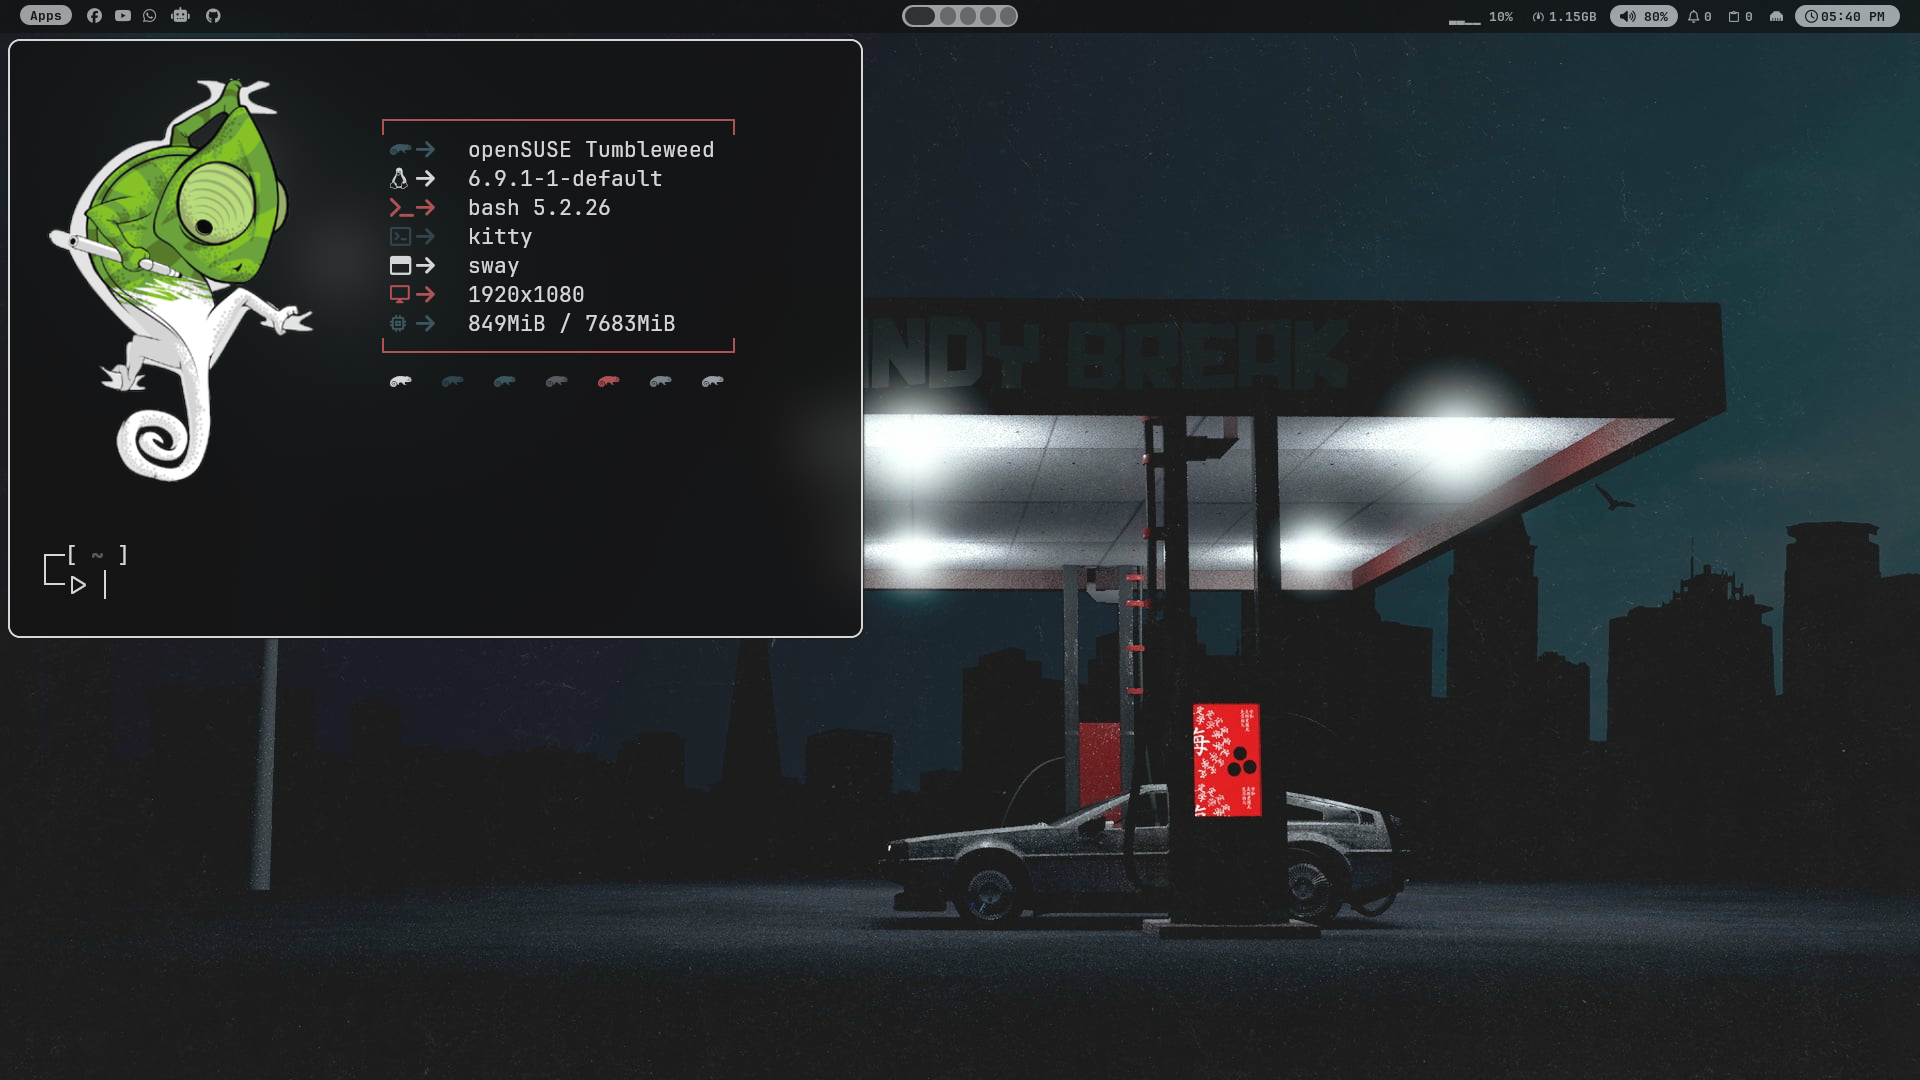 Apps
10%
1.15GB
80%
0
0
05:40 PM
openSUSE Tumbleweed
6.9.1-1-default
bash 5.2.26
kitty
sway
1920x1080
849MiB / 7683MiB
[ ~ ]
NDY BREAK